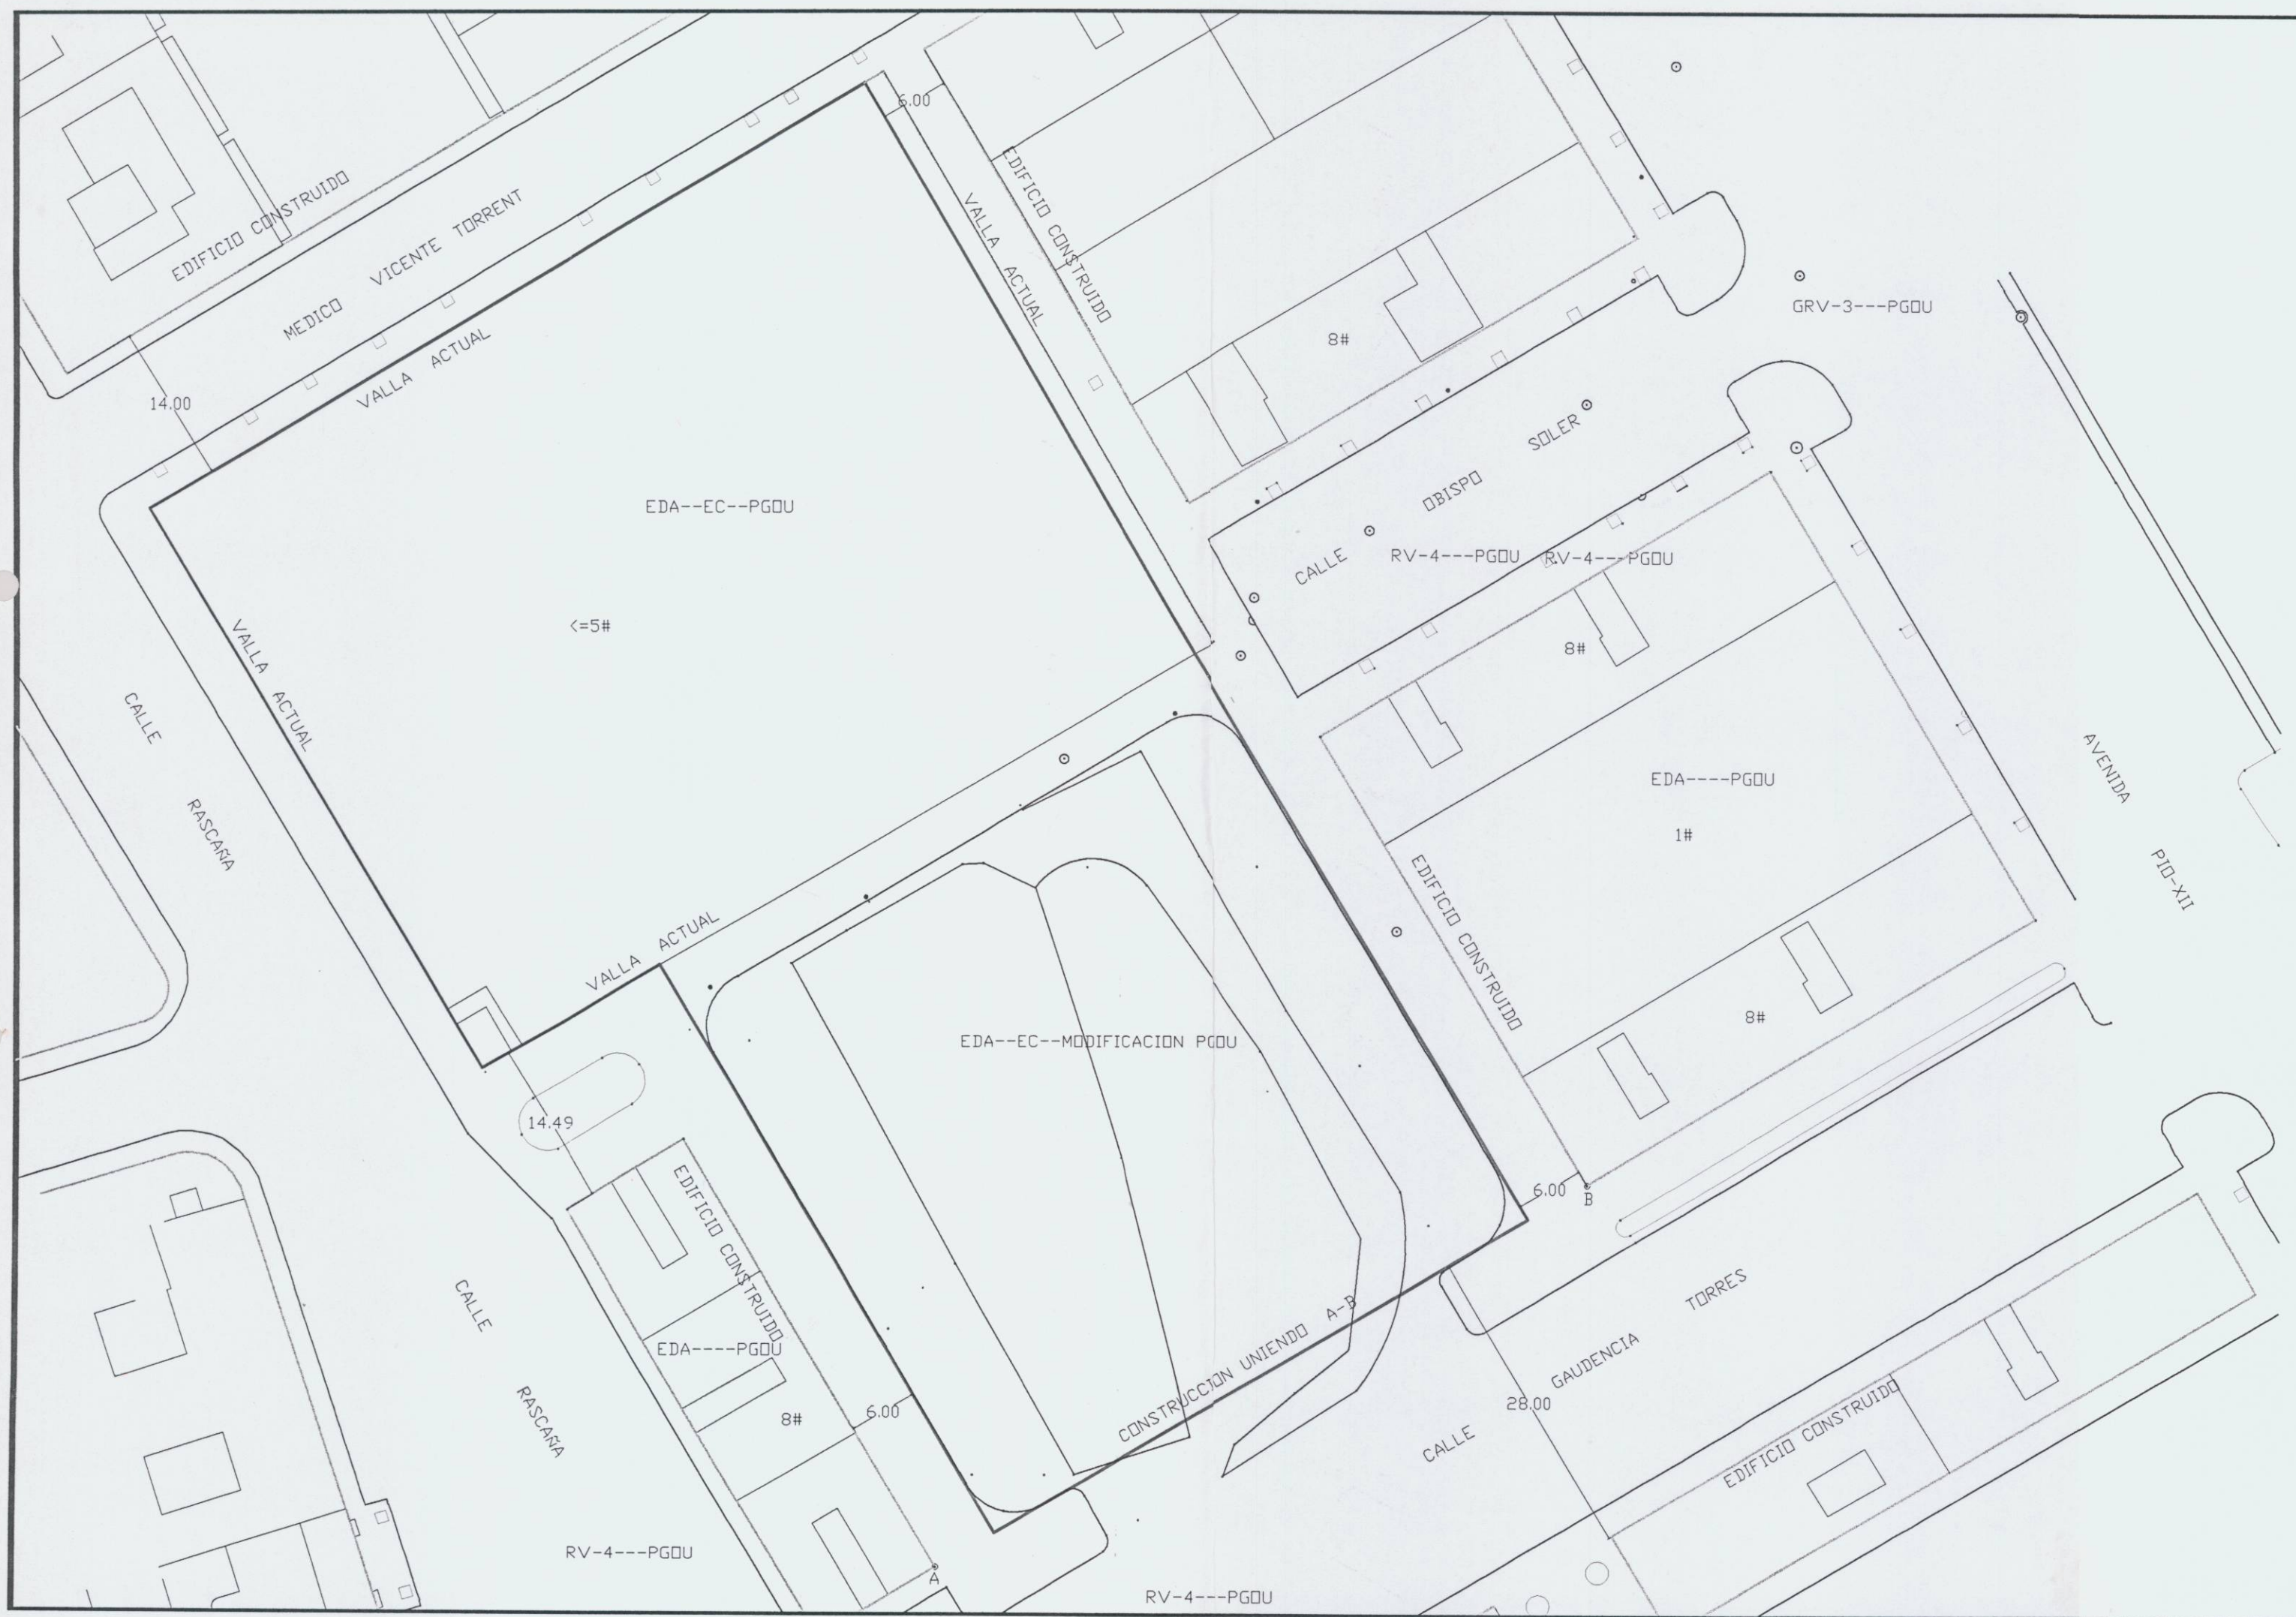 6.00
EDIFICIO CONSTRUIDO
MEDICO VICENTE TORRENT
VALLA ACTUAL
14.00
VALLA ACTUAL
EDIFICIO CONSTRUIDO
8#
GRV-3---PGOU
EDA--EC--PGOU
<=5#
CALLE OBISPO SOLER
RV-4---PGOU
RV-4---PGOU
8#
VALLA ACTUAL
CALLE RASCAÑA
EDA----PGOU
1#
AVENIDA PIO-XII
EDIFICIO CONSTRUIDO
VALLA ACTUAL
8#
EDA--EC--MODIFICACION PGOU
14.49
EDIFICIO CONSTRUIDO
6.00
B
CALLE RASCAÑA
EDA----PGOU
8#
6.00
CONSTRUCCION UNIENDO A-B
CALLE GAUDENCIA TORRES
28.00
EDIFICIO CONSTRUIDO
RV-4---PGOU
A
RV-4---PGOU